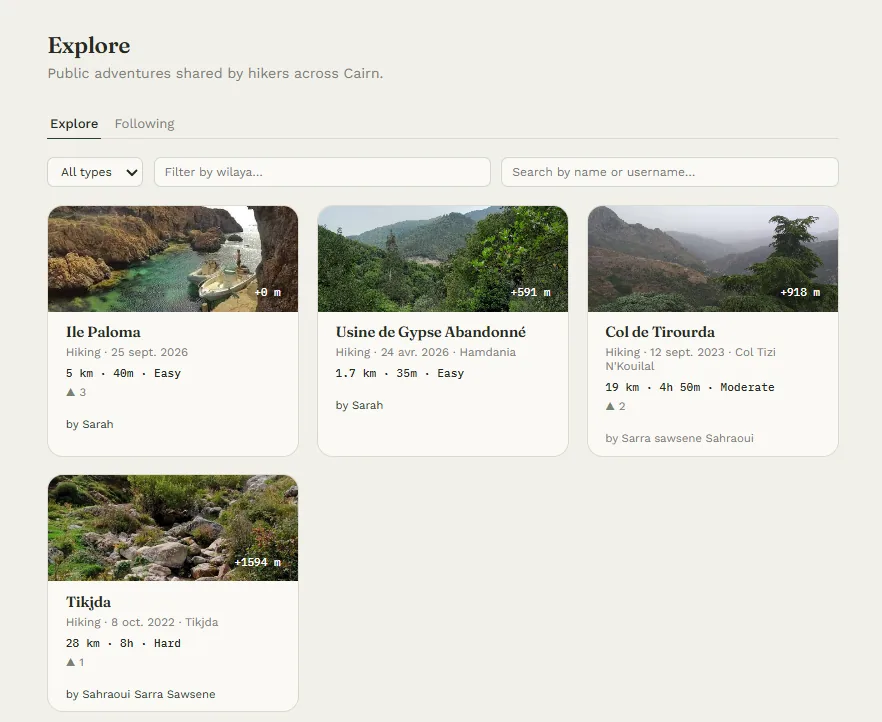 Explore
Public adventures shared by hikers across Cairn.
Explore
Following
All types
Filter by wilaya...
Search by name or username...
+0 m
Ile Paloma
Hiking · 25 sept. 2026
5 km · 40m · Easy
▲ 3
by Sarah
+591 m
Usine de Gypse Abandonné
Hiking · 24 avr. 2026 · Hamdania
1.7 km · 35m · Easy
by Sarah
+918 m
Col de Tirourda
Hiking · 12 sept. 2023 · Col Tizi
N'Kouilal
19 km · 4h 50m · Moderate
▲ 2
by Sarra sawsene Sahraoui
+1594 m
Tikjda
Hiking · 8 oct. 2022 · Tikjda
28 km · 8h · Hard
▲ 1
by Sahraoui Sarra Sawsene